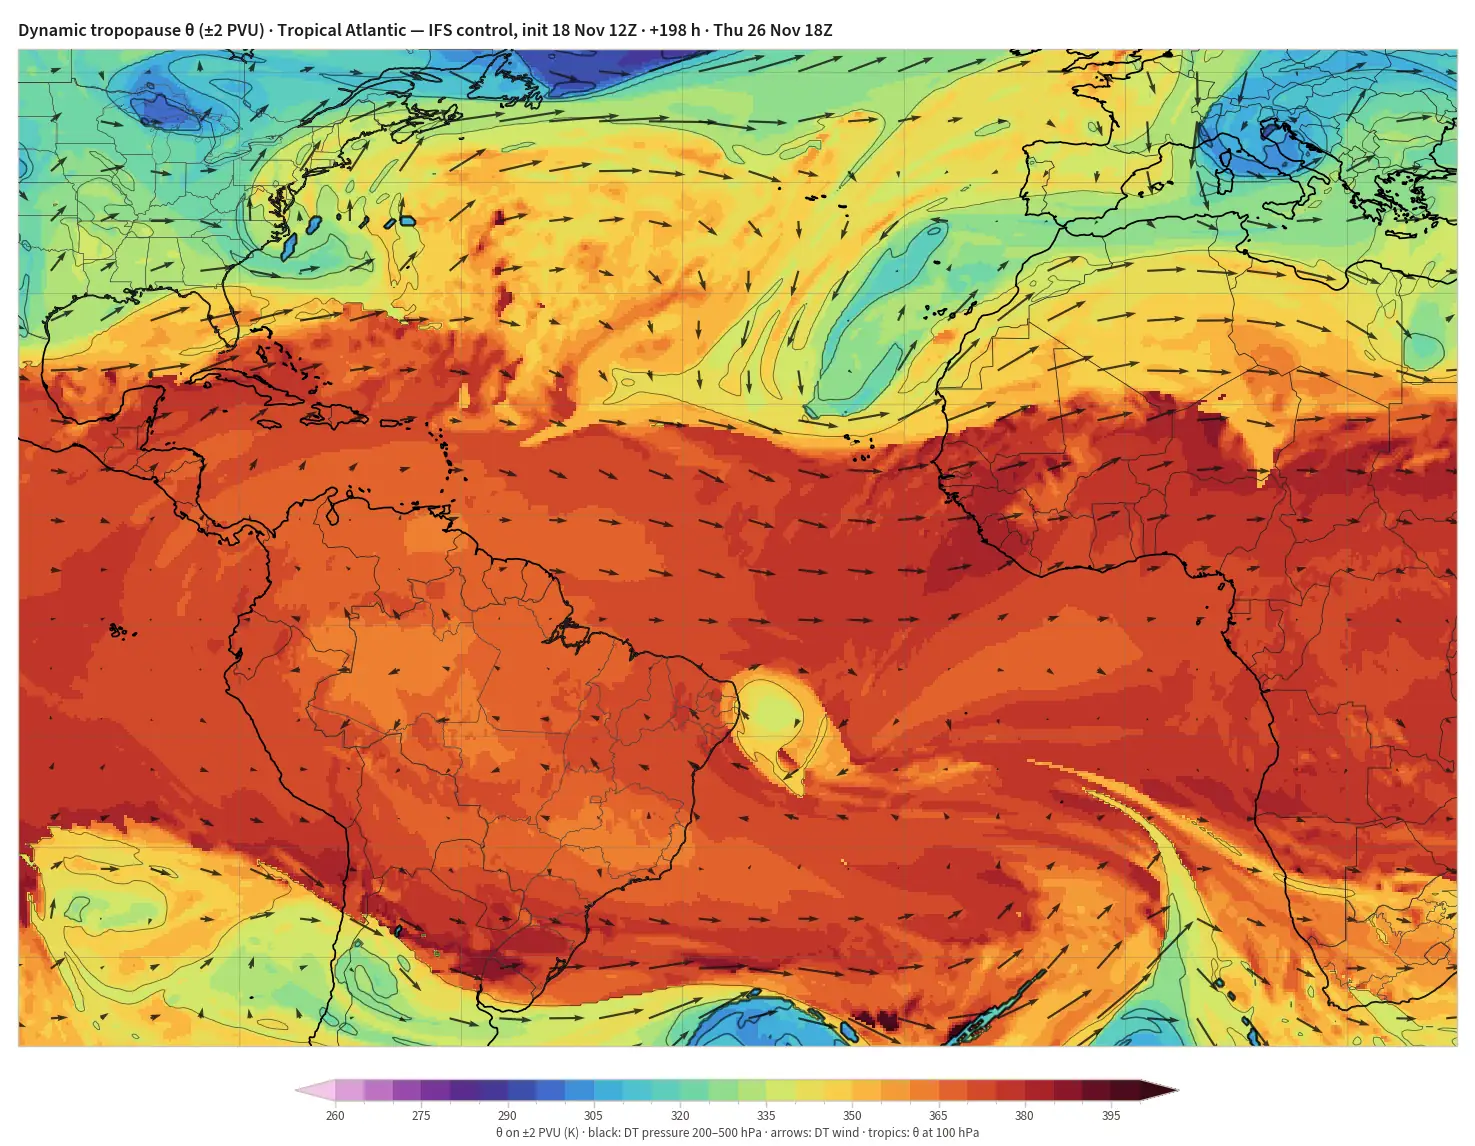 Dynamic tropopause θ (±2 PVU) · Tropical Atlantic — IFS control, init 18 Nov 12Z · +198 h · Thu 26 Nov 18Z
260 275 290 305 320 335 350 365 380 395
θ on ±2 PVU (K) · black: DT pressure 200–500 hPa · arrows: DT wind · tropics: θ at 100 hPa